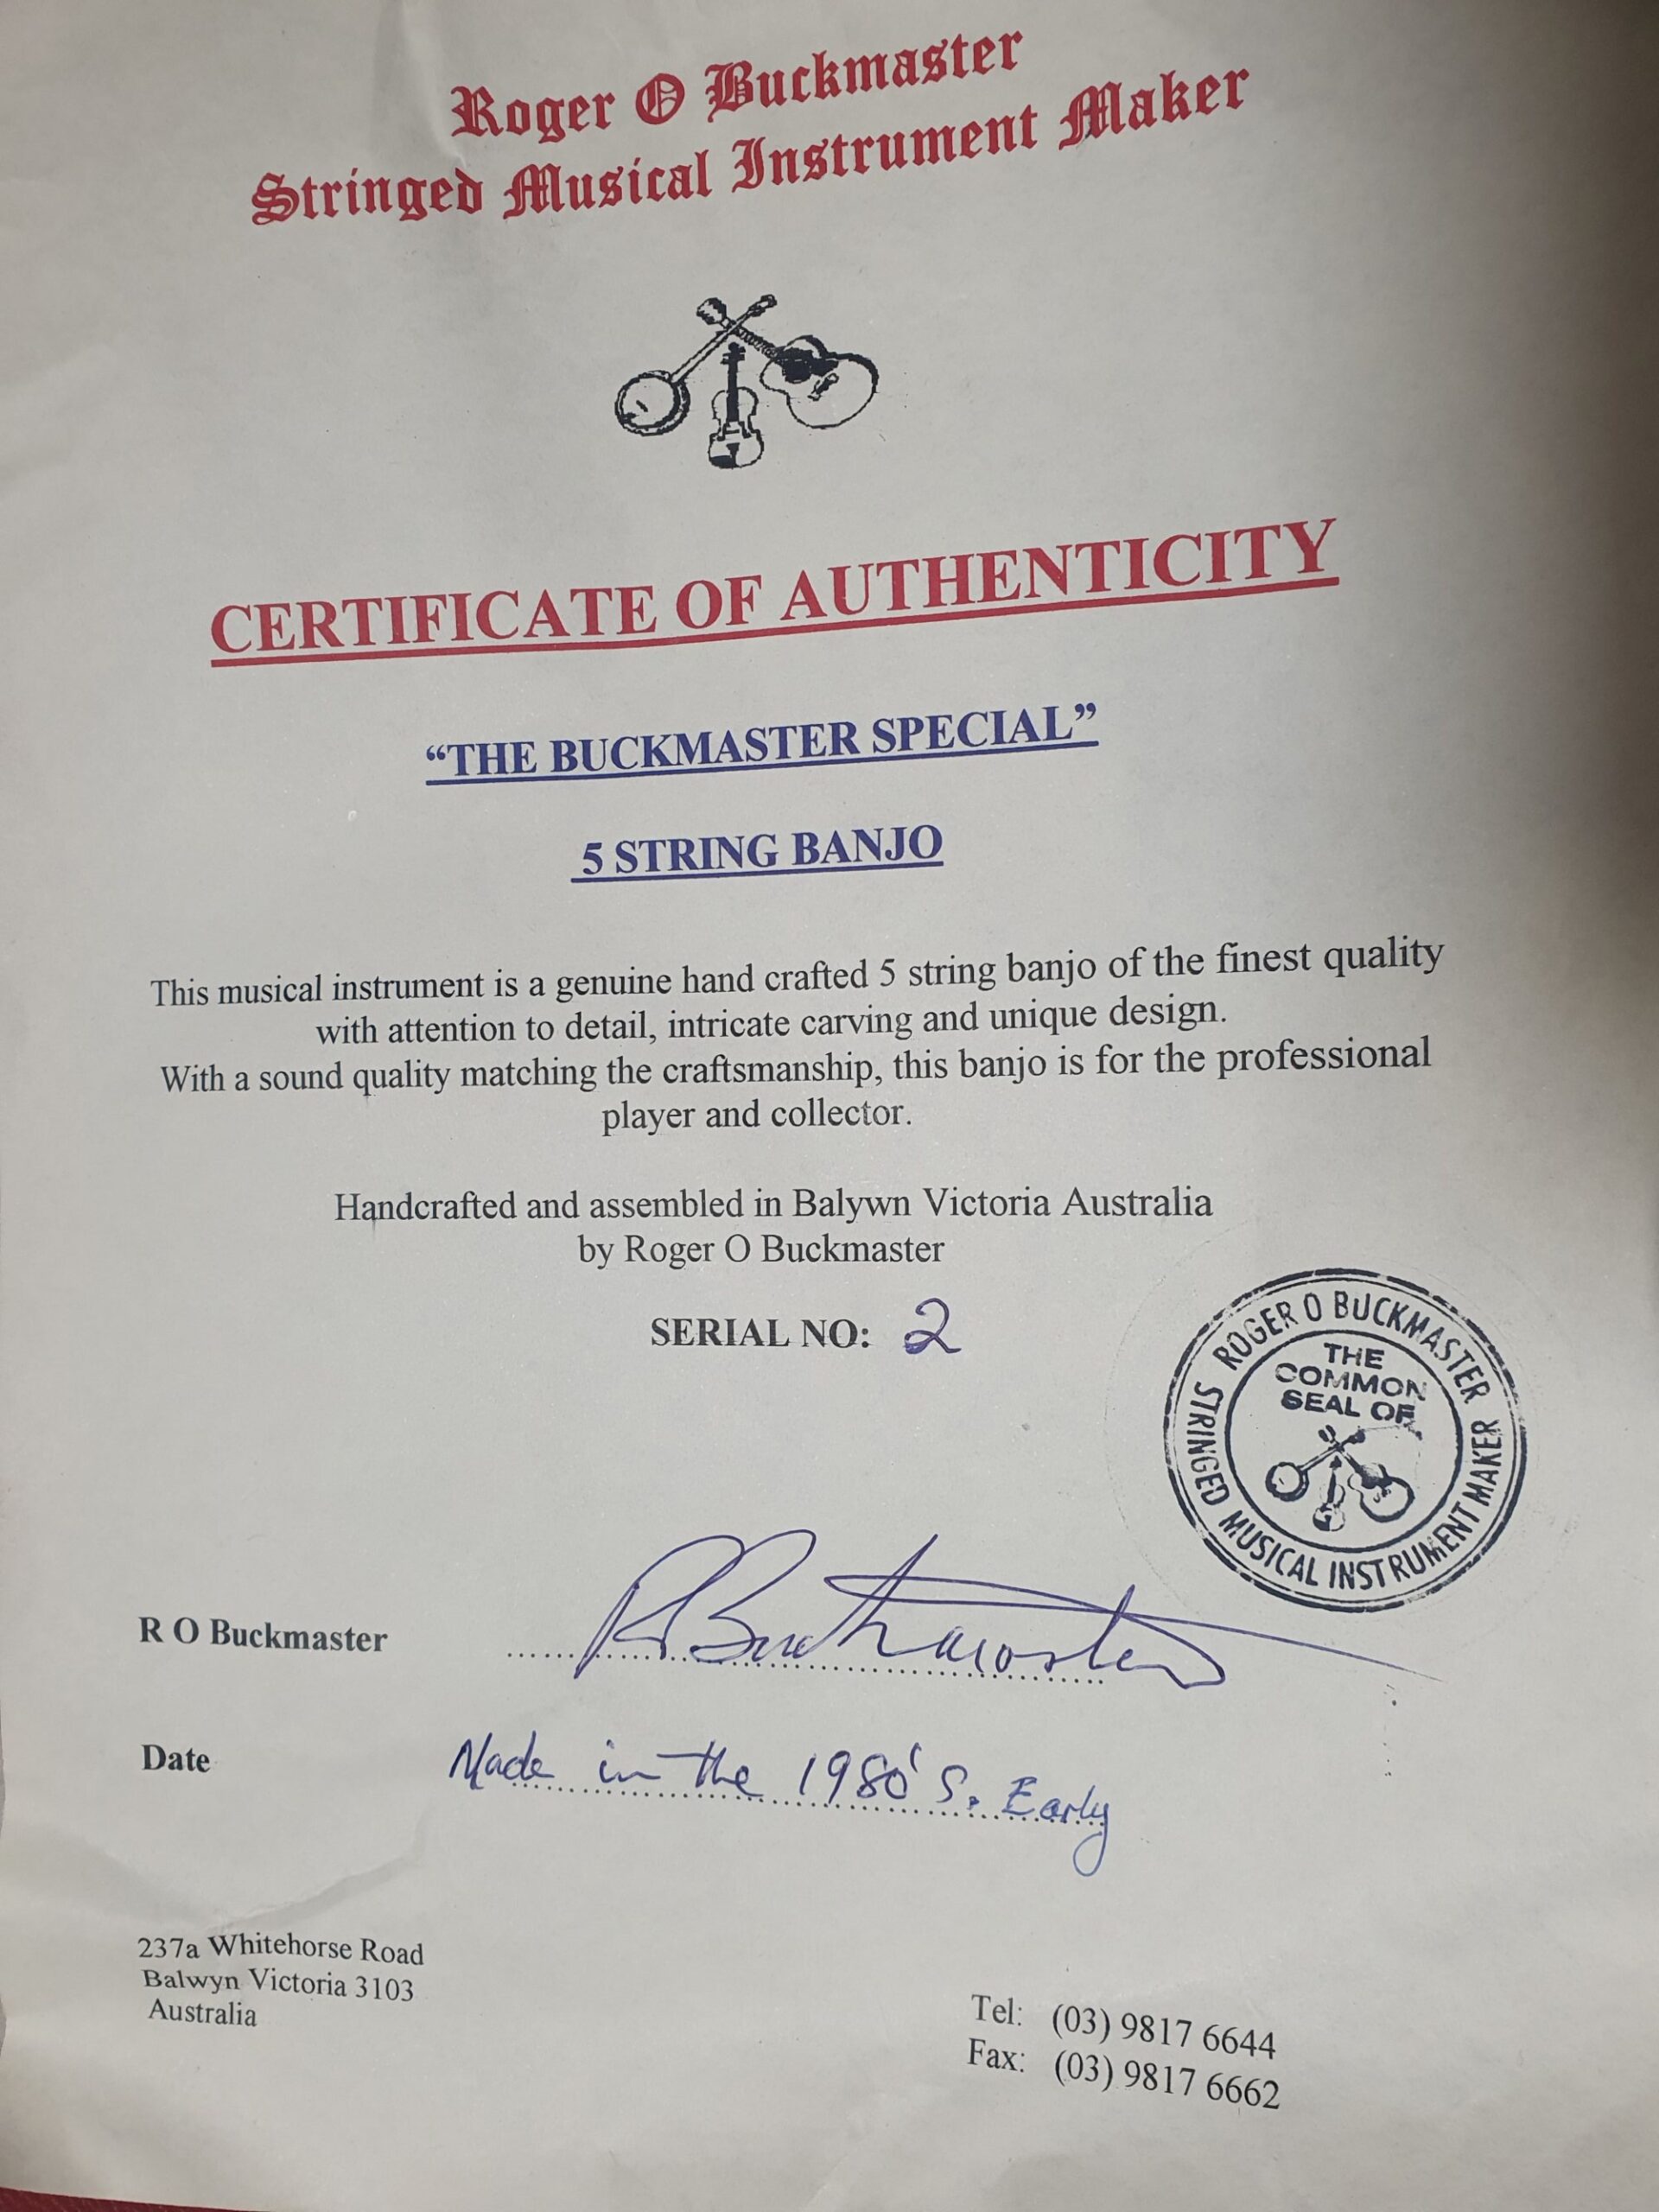 Roger O Buckmaster
Stringed Musical Instrument Maker
CERTIFICATE OF AUTHENTICITY
“THE BUCKMASTER SPECIAL”
5 STRING BANJO
This musical instrument is a genuine hand crafted 5 string banjo of the finest quality
with attention to detail, intricate carving and unique design.
With a sound quality matching the craftsmanship, this banjo is for the professional
player and collector.
Handcrafted and assembled in Balywn Victoria Australia
by Roger O Buckmaster
SERIAL NO: 2
ROGER O BUCKMASTER
STRINGED MUSICAL INSTRUMENT MAKER
THE
COMMON
SEAL OF
R O Buckmaster R Buckmaster
Date Made in the 1980's. Early
237a Whitehorse Road
Balwyn Victoria 3103
Australia
Tel: (03) 9817 6644
Fax: (03) 9817 6662